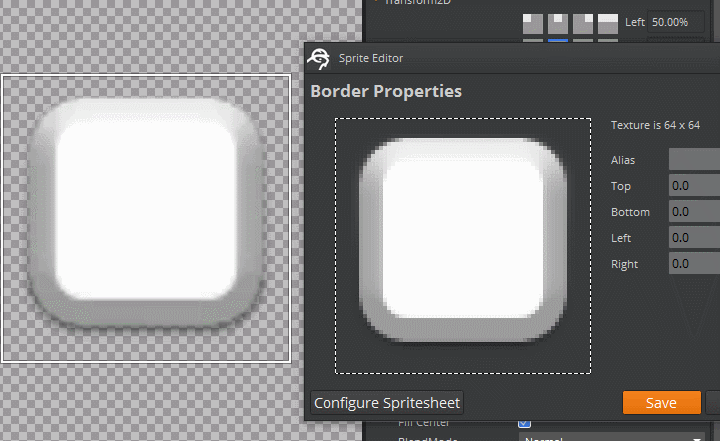 Transform2D
Left 50.00%
Sprite Editor
Border Properties
Texture is 64 x 64
Alias
Top 0.0
Bottom 0.0
Left 0.0
Right 0.0
Configure Spritesheet
Save
Fill Center
BlendMode Normal